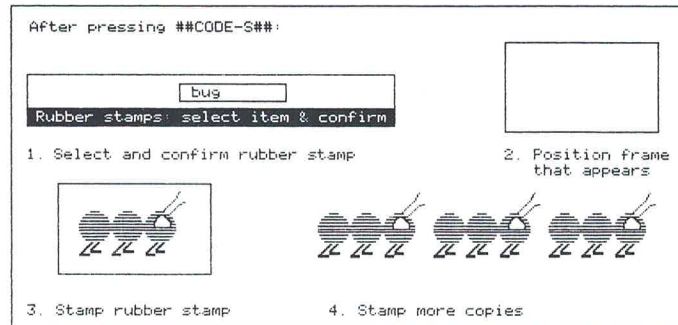 After pressing ##CODE-S##:
bug
Rubber stamps: select item & confirm
1. Select and confirm rubber stamp
2. Position frame
that appears
3. Stamp rubber stamp
4. Stamp more copies